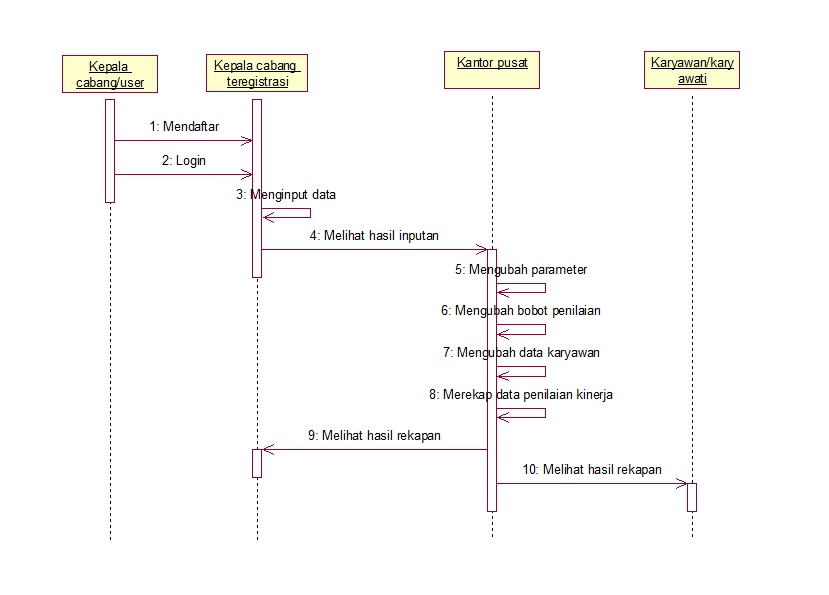 Kepala
cabang/user
Kepala cabang
teregistrasi
Kantor pusat
Karyawan/kary
awati
1: Mendaftar
2: Login
3: Menginput data
4: Melihat hasil inputan
5: Mengubah parameter
6: Mengubah bobot penilaian
7: Mengubah data karyawan
8: Merekap data penilaian kinerja
9: Melihat hasil rekapan
10: Melihat hasil rekapan